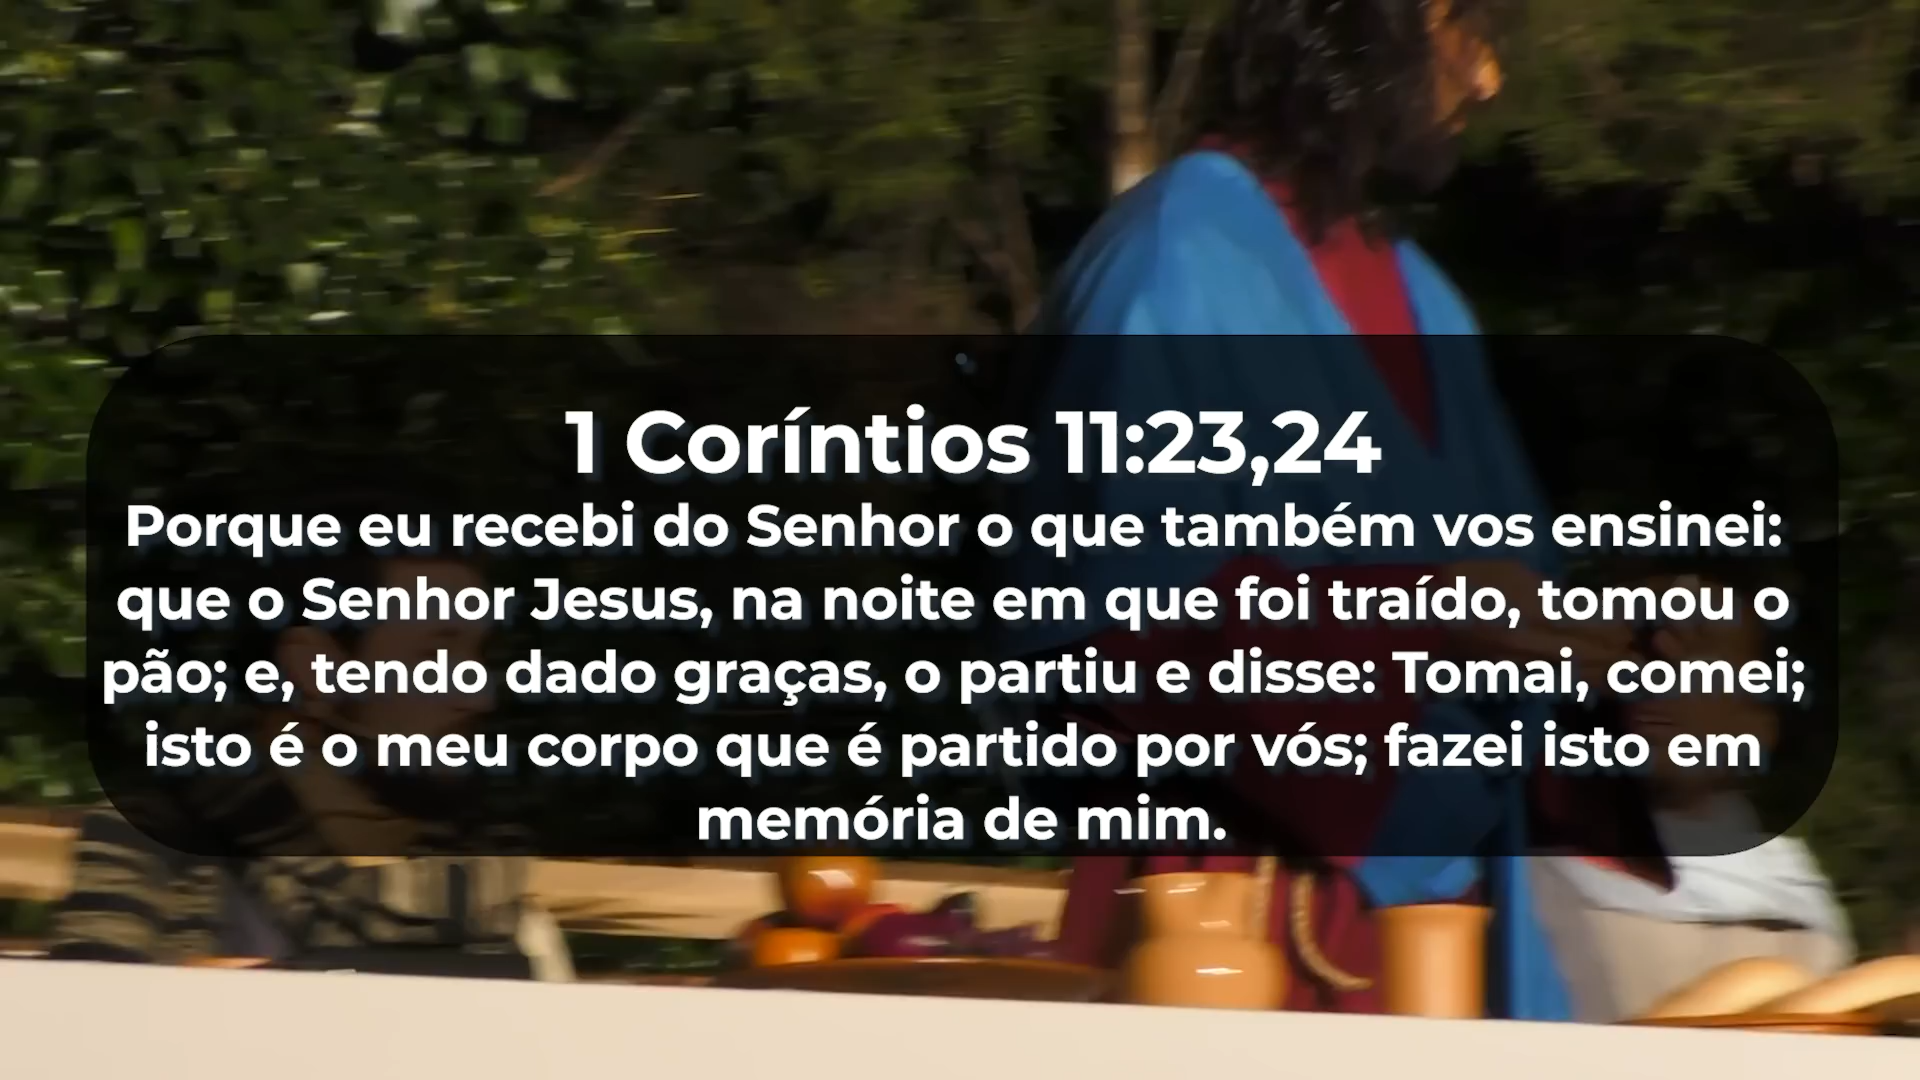 1 Coríntios 11:23,24
Porque eu recebi do Senhor o que também vos ensinei:
que o Senhor Jesus, na noite em que foi traído, tomou o
pão; e, tendo dado graças, o partiu e disse: Tomai, comei;
isto é o meu corpo que é partido por vós; fazei isto em
memória de mim.